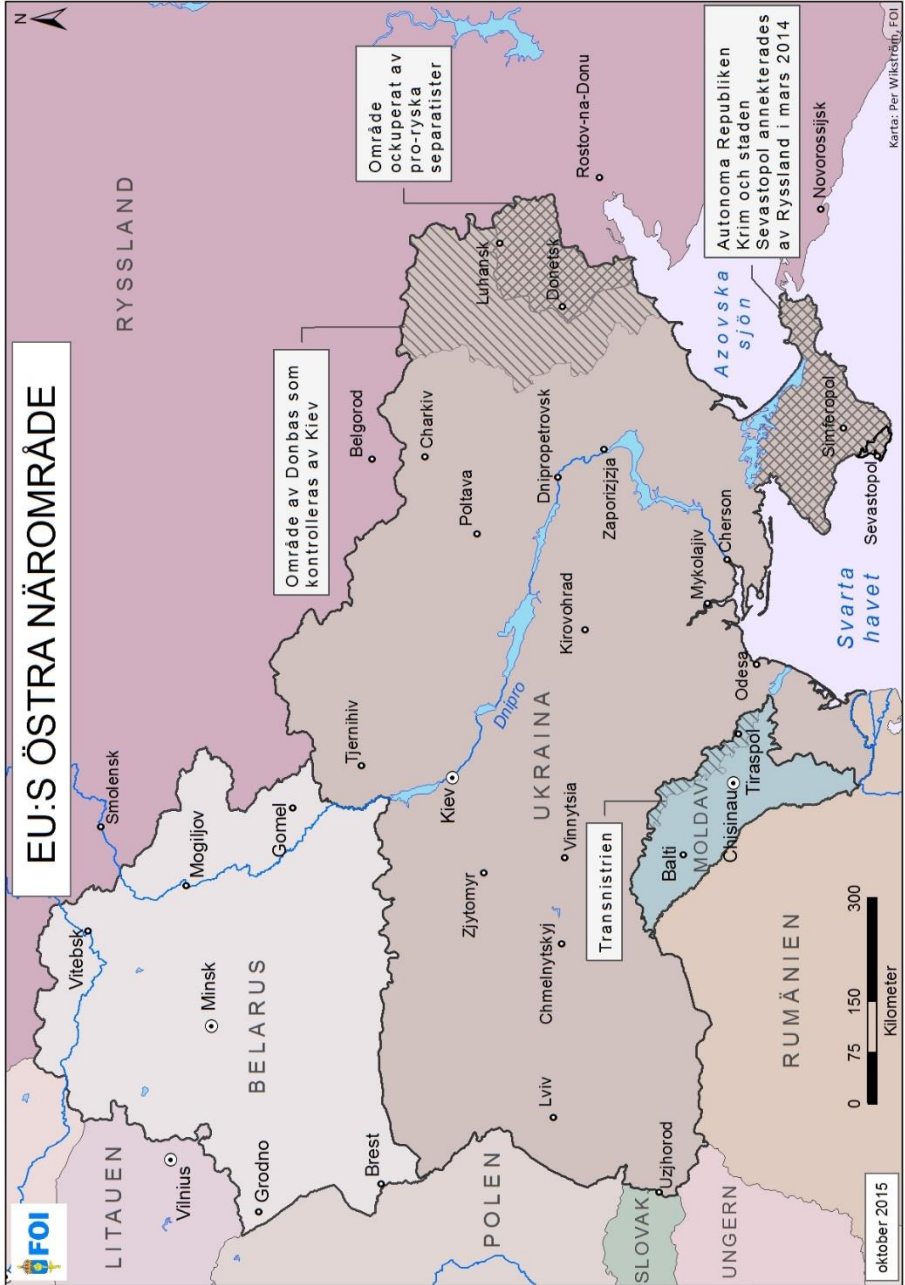 FOI
EU:S ÖSTRA NÄROMRÅDE
N
RYSSLAND
LITAUEN
Vilnius
Vitebsk
Smolensk
Mogiljov
Minsk
Grodno
BELARUS
Gomel
Brest
POLEN
Tjernihiv
Kiev
Dnipro
Zjytomyr
Poltava
Belgorod
Charkiv
Område av Donbas som
kontrolleras av Kiev
Område
ockuperat av
pro-ryska
separatister
Luhansk
Donetsk
Rostov-na-Donu
Lviv
Chmelnytskyj
Vinnytsia
UKRAINA
Kirovohrad
Dnipropetrovsk
Zaporizjzja
Transnistrien
SLOVAK
Uzjhorod
UNGERN
Balti
MOLDAV
Chisinau
Tiraspol
Odesa
Mykolajiv
Cherson
Azovska
sjön
Autonoma Republiken
Krim och staden
Sevastopol annekterades
av Ryssland i mars 2014
Novorossijsk
Simferopol
Sevastopol
Svarta
havet
RUMÄNIEN
0 75 150 300
Kilometer
oktober 2015
Karta: Per Wikström, FOI